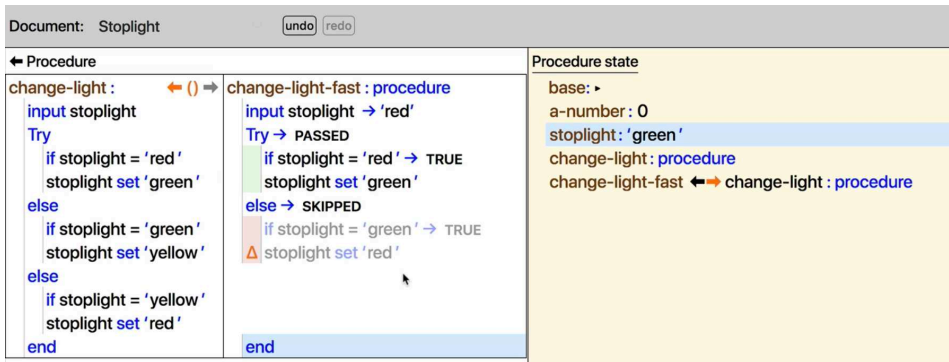 Document: Stoplight undo redo
← Procedure
change-light : ← () →
input stoplight
Try
if stoplight = ‘red ’
stoplight set ‘green ’
else
if stoplight = ‘green ’
stoplight set ‘yellow ’
else
if stoplight = ‘yellow ’
stoplight set ‘red ’
end
change-light-fast : procedure
input stoplight → ‘red’
Try → PASSED
if stoplight = ‘red ’ → TRUE
stoplight set ‘green ’
else → SKIPPED
if stoplight = ‘green ’ → TRUE
Δ stoplight set ‘red ’
end
Procedure state
base: ▸
a-number : 0
stoplight : ‘green ’
change-light : procedure
change-light-fast ←→ change-light : procedure